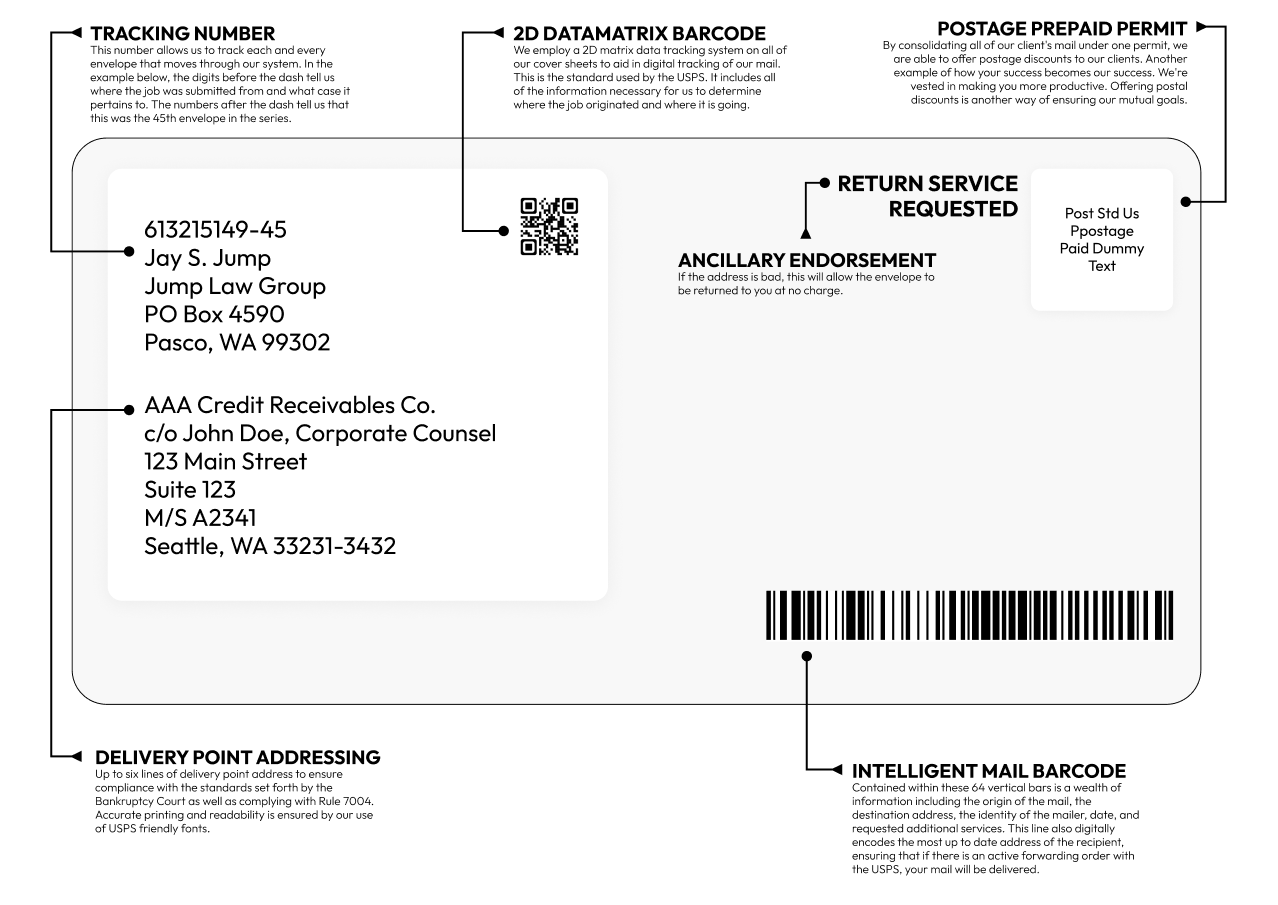 TRACKING NUMBER
This number allows us to track each and every
envelope that moves through our system. In the
example below, the digits before the dash tell us
where the job was submitted from and what case it
pertains to. The numbers after the dash tell us that
this was the 45th envelope in the series.
2D DATAMATRIX BARCODE
We employ a 2D matrix data tracking system on all of
our cover sheets to aid in digital tracking of our mail.
This is the standard used by the USPS. It includes all
of the information necessary for us to determine
where the job originated and where it is going.
POSTAGE PREPAID PERMIT
By consolidating all of our client's mail under one permit, we
are able to offer postage discounts to our clients. Another
example of how your success becomes our success. We're
vested in making you more productive. Offering postal
discounts is another way of ensuring our mutual goals.
613215149-45
Jay S. Jump
Jump Law Group
PO Box 4590
Pasco, WA 99302
AAA Credit Receivables Co.
c/o John Doe, Corporate Counsel
123 Main Street
Suite 123
M/S A2341
Seattle, WA 33231-3432
RETURN SERVICE
REQUESTED
ANCILLARY ENDORSEMENT
If the address is bad, this will allow the envelope to
be returned to you at no charge.
Post Std Us
Ppostage
Paid Dummy
Text
DELIVERY POINT ADDRESSING
Up to six lines of delivery point address to ensure
compliance with the standards set forth by the
Bankruptcy Court as well as complying with Rule 7004.
Accurate printing and readability is ensured by our use
of USPS friendly fonts.
INTELLIGENT MAIL BARCODE
Contained within these 64 vertical bars is a wealth of
information including the origin of the mail, the
destination address, the identity of the mailer, date, and
requested additional services. This line also digitally
encodes the most up to date address of the recipient,
ensuring that if there is an active forwarding order with
the USPS, your mail will be delivered.